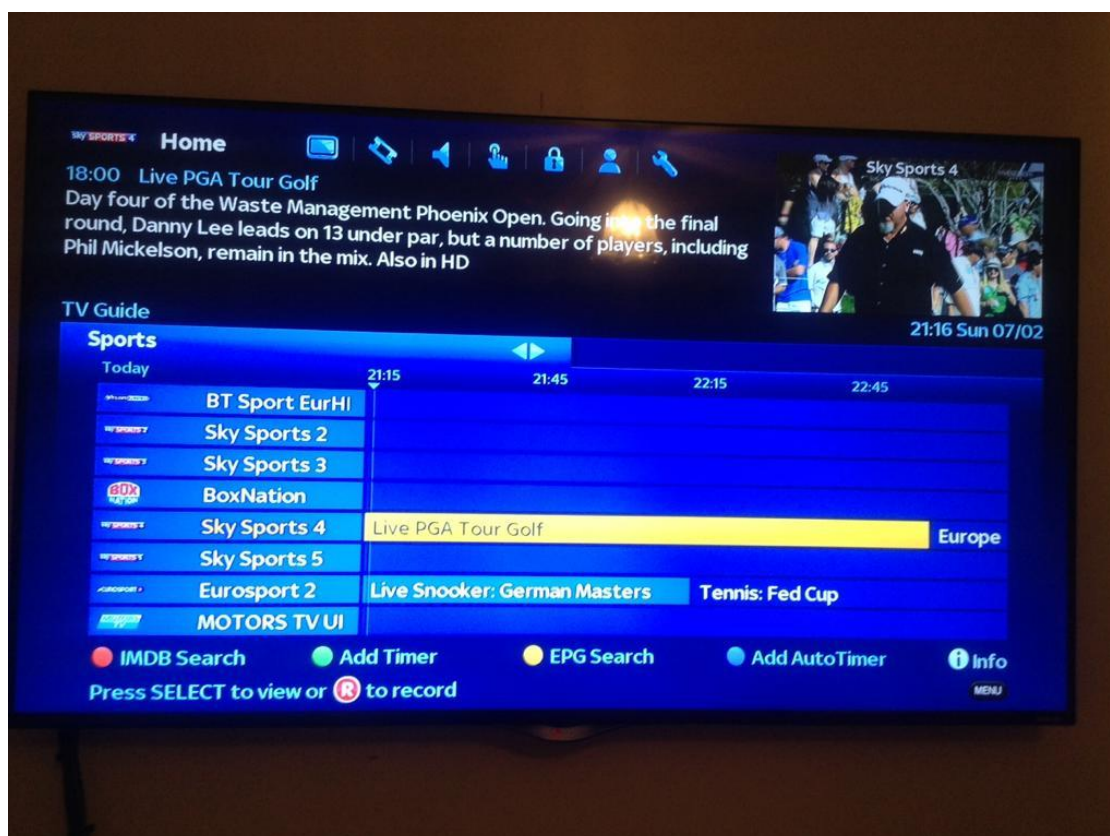 sky SPORTS 4 Home
18:00 Live PGA Tour Golf
Day four of the Waste Management Phoenix Open. Going into the final
round, Danny Lee leads on 13 under par, but a number of players, including
Phil Mickelson, remain in the mix. Also in HD
Sky Sports 4
TV Guide
21:16 Sun 07/02
Sports
Today 21:15 21:45 22:15 22:45
BT Sport EurHI
Sky Sports 2
Sky Sports 3
BOX NATION BoxNation
Sky Sports 4 Live PGA Tour Golf Europe
Sky Sports 5
Eurosport 2 Live Snooker: German Masters Tennis: Fed Cup
MOTORS TV UI
IMDB Search Add Timer EPG Search Add AutoTimer i Info
Press SELECT to view or R to record MENU